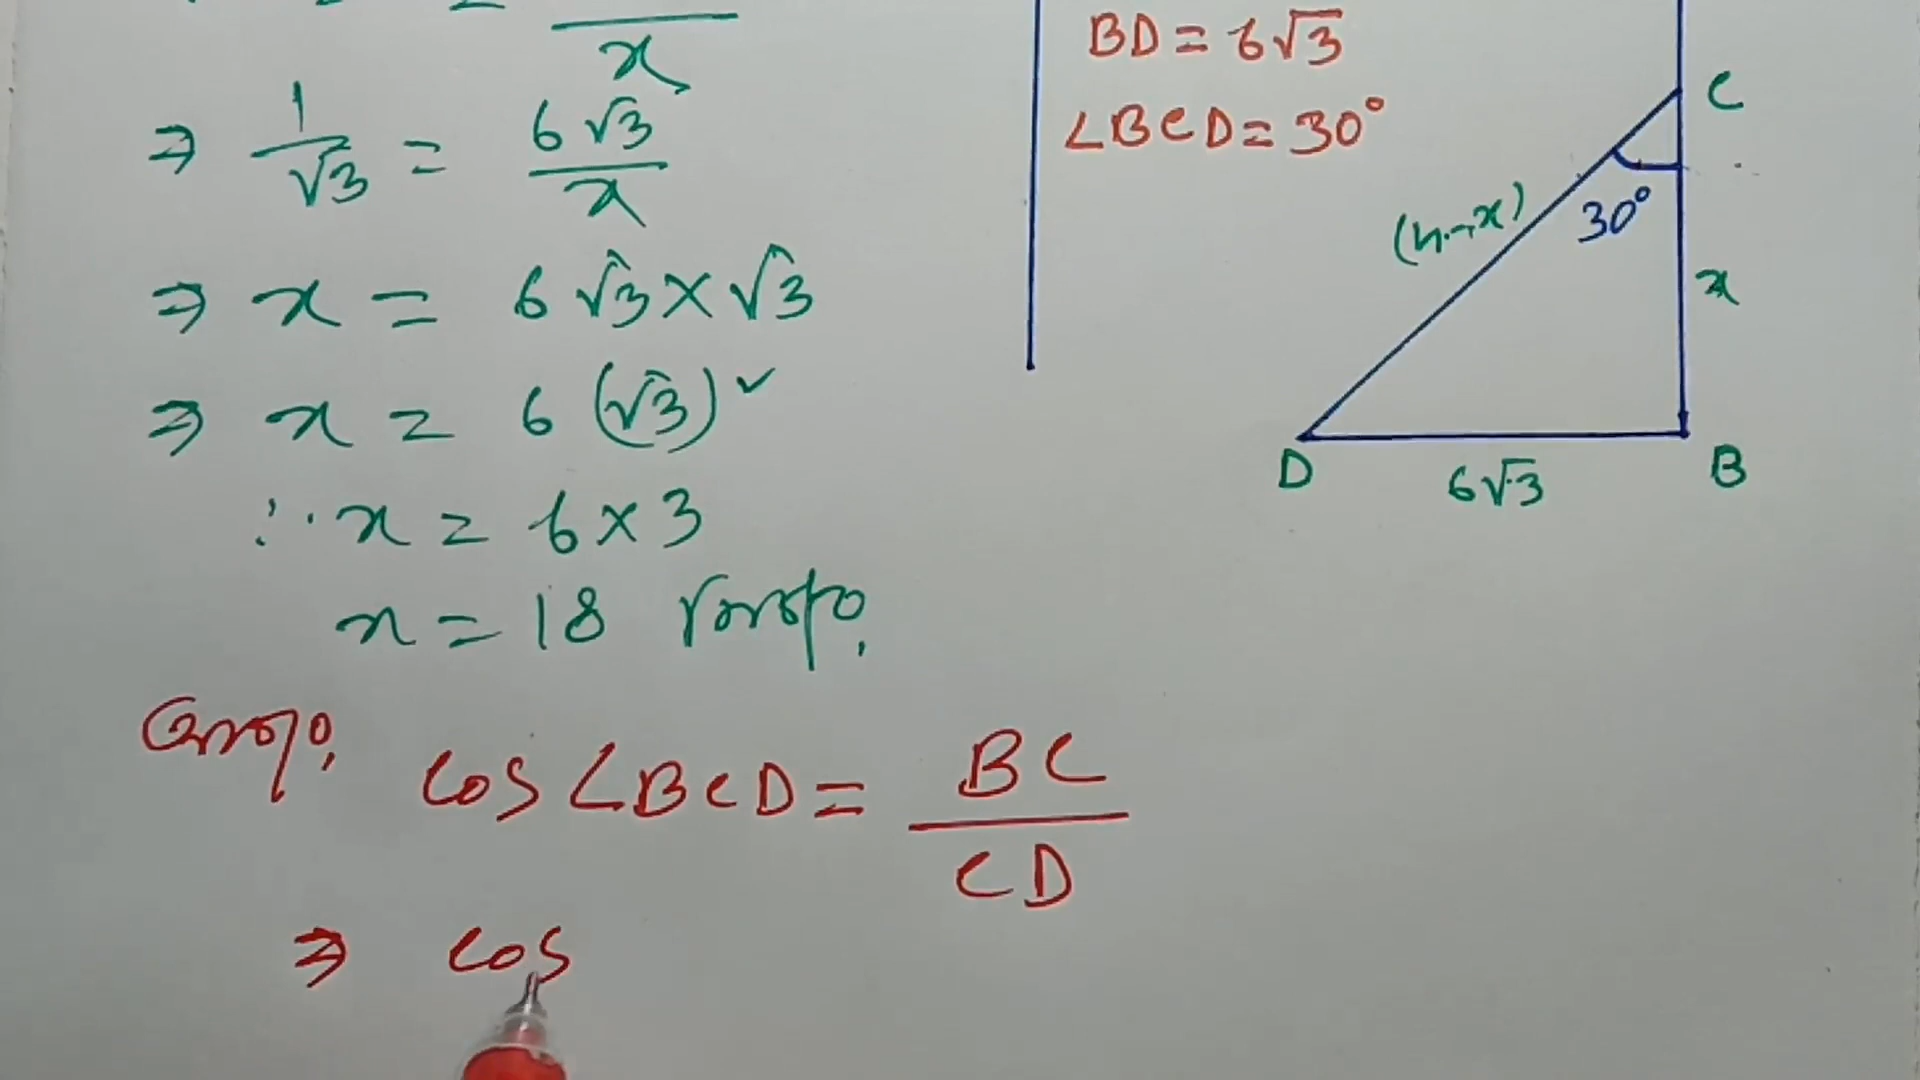 x
⇒ 1/√3 = 6√3/x
⇒ x = 6√3 × √3
⇒ x = 6(√3)²
∴ x = 6 × 3
x = 18 মিটার
আবার, cos ∠BCD = BC/CD
⇒ cos
BD = 6√3
∠BCD = 30°
C
30°
(h-x)
x
D
6√3
B